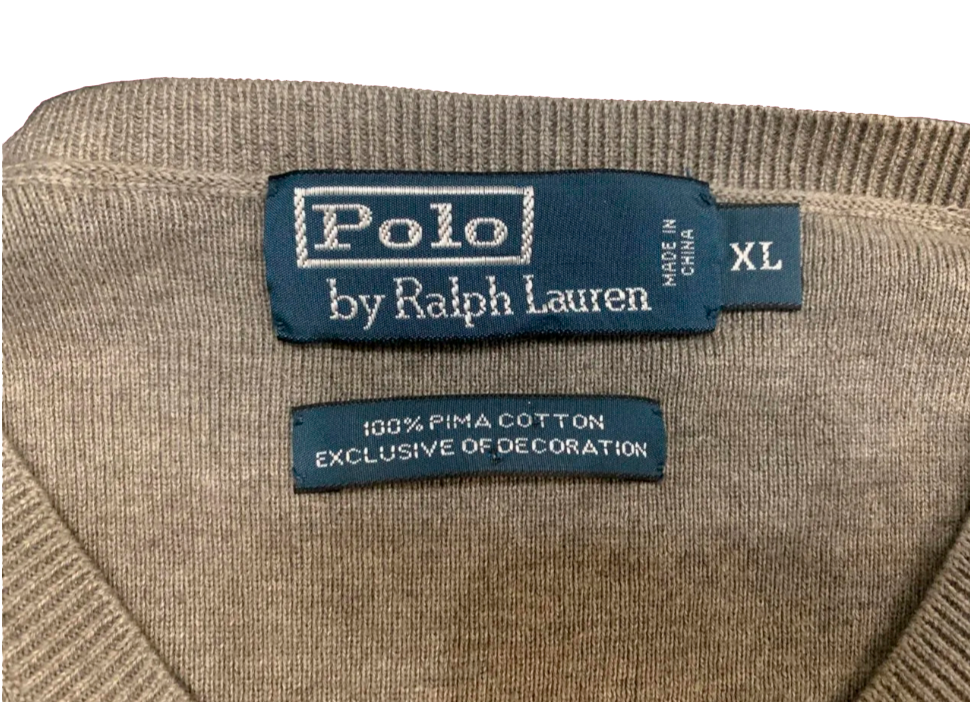 Polo
by Ralph Lauren
MADE IN
CHINA
XL
100% PIMA COTTON
EXCLUSIVE OF DECORATION